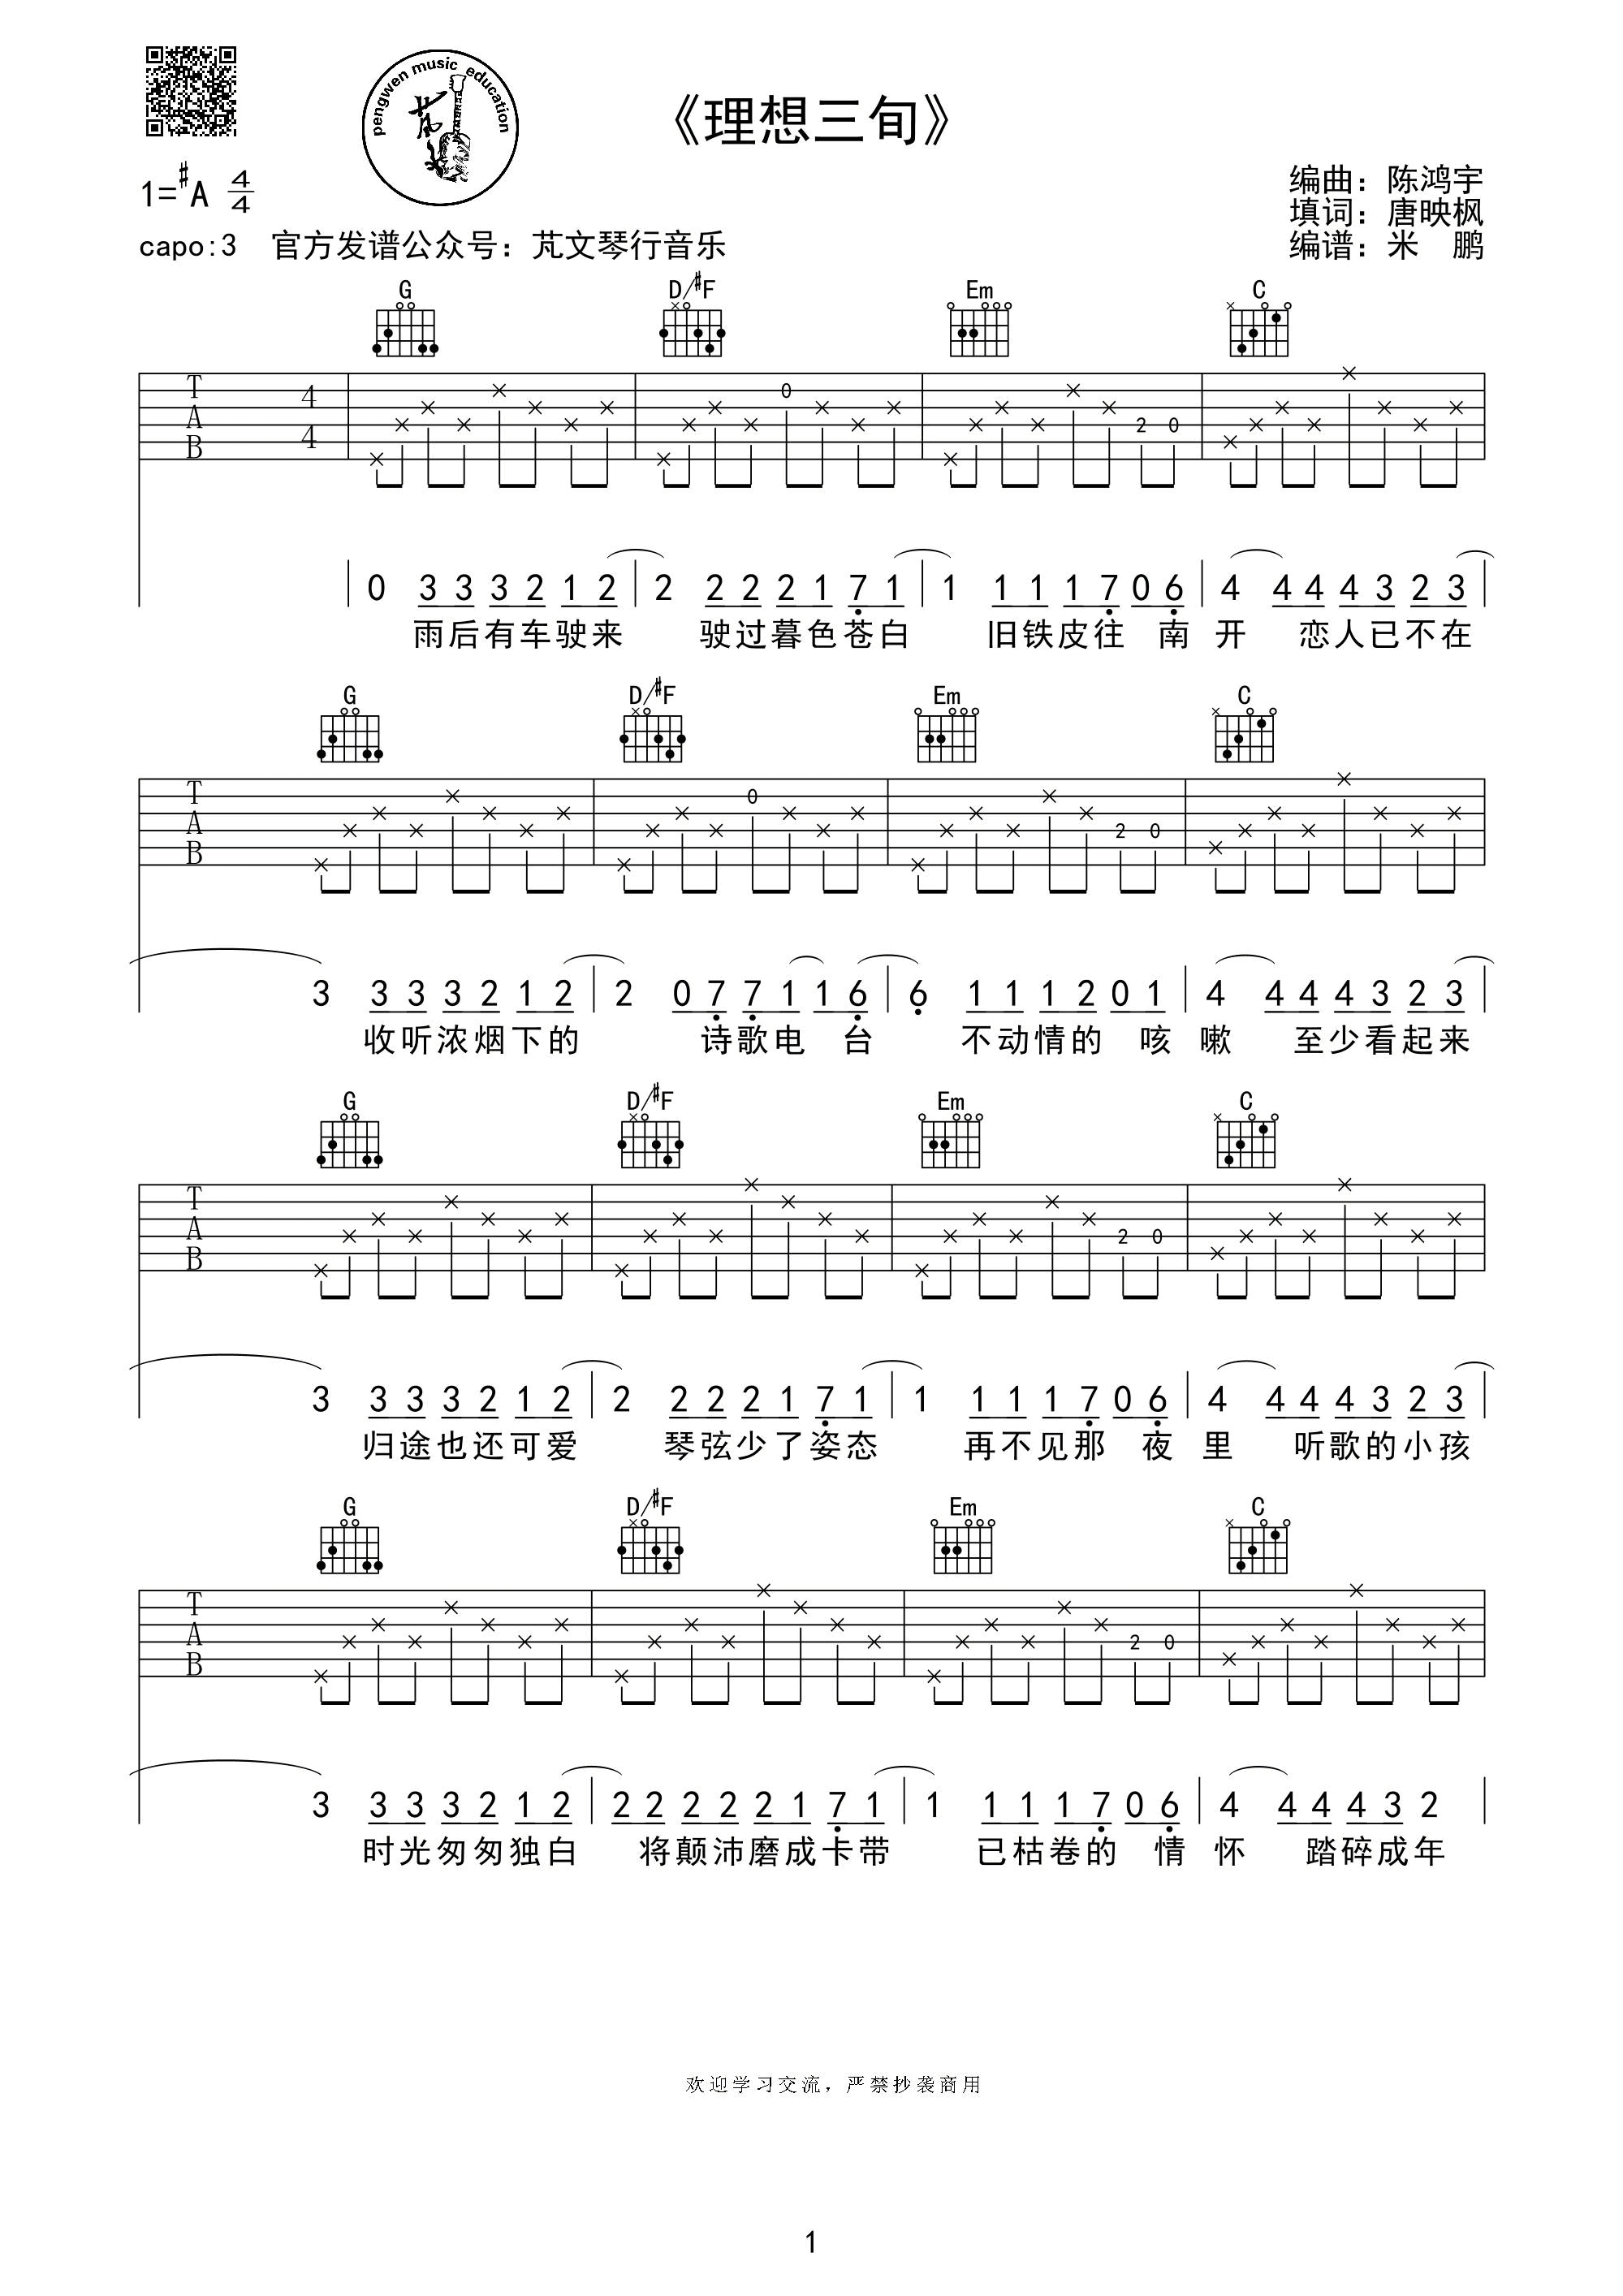 pengwen music education
《理想三旬》
1=#A 4/4
编曲：陈鸿宇
填词：唐映枫
编谱：米 鹏
capo:3 官方发谱公众号：芃文琴行音乐
G D/#F Em C
T A B 4 4 0 2 0
0 3 3 3 2 1 2 | 2 2 2 2 1 7 1 | 1 1 1 1 7 0 6 | 4 4 4 4 3 2 3
雨后有车驶来 驶过暮色苍白 旧铁皮往 南 开 恋人已不在
G D/#F Em C
T A B 0 2 0
3 3 3 3 2 1 2 | 2 0 7 7 1 1 6 | 6 1 1 1 2 0 1 | 4 4 4 4 3 2 3
收听浓烟下的 诗歌电 台 不动情的 咳 嗽 至少看起来
G D/#F Em C
T A B 2 0
3 3 3 3 2 1 2 | 2 2 2 2 1 7 1 | 1 1 1 1 7 0 6 | 4 4 4 4 3 2 3
归途也还可爱 琴弦少了姿态 再不见那 夜 里 听歌的小孩
G D/#F Em C
T A B 2 0
3 3 3 3 2 1 2 | 2 2 2 2 2 1 7 1 | 1 1 1 1 7 0 6 | 4 4 4 4 3 2
时光匆匆独白 将颠沛磨成卡带 已枯卷的 情 怀 踏碎成年
欢迎学习交流，严禁抄袭商用
1